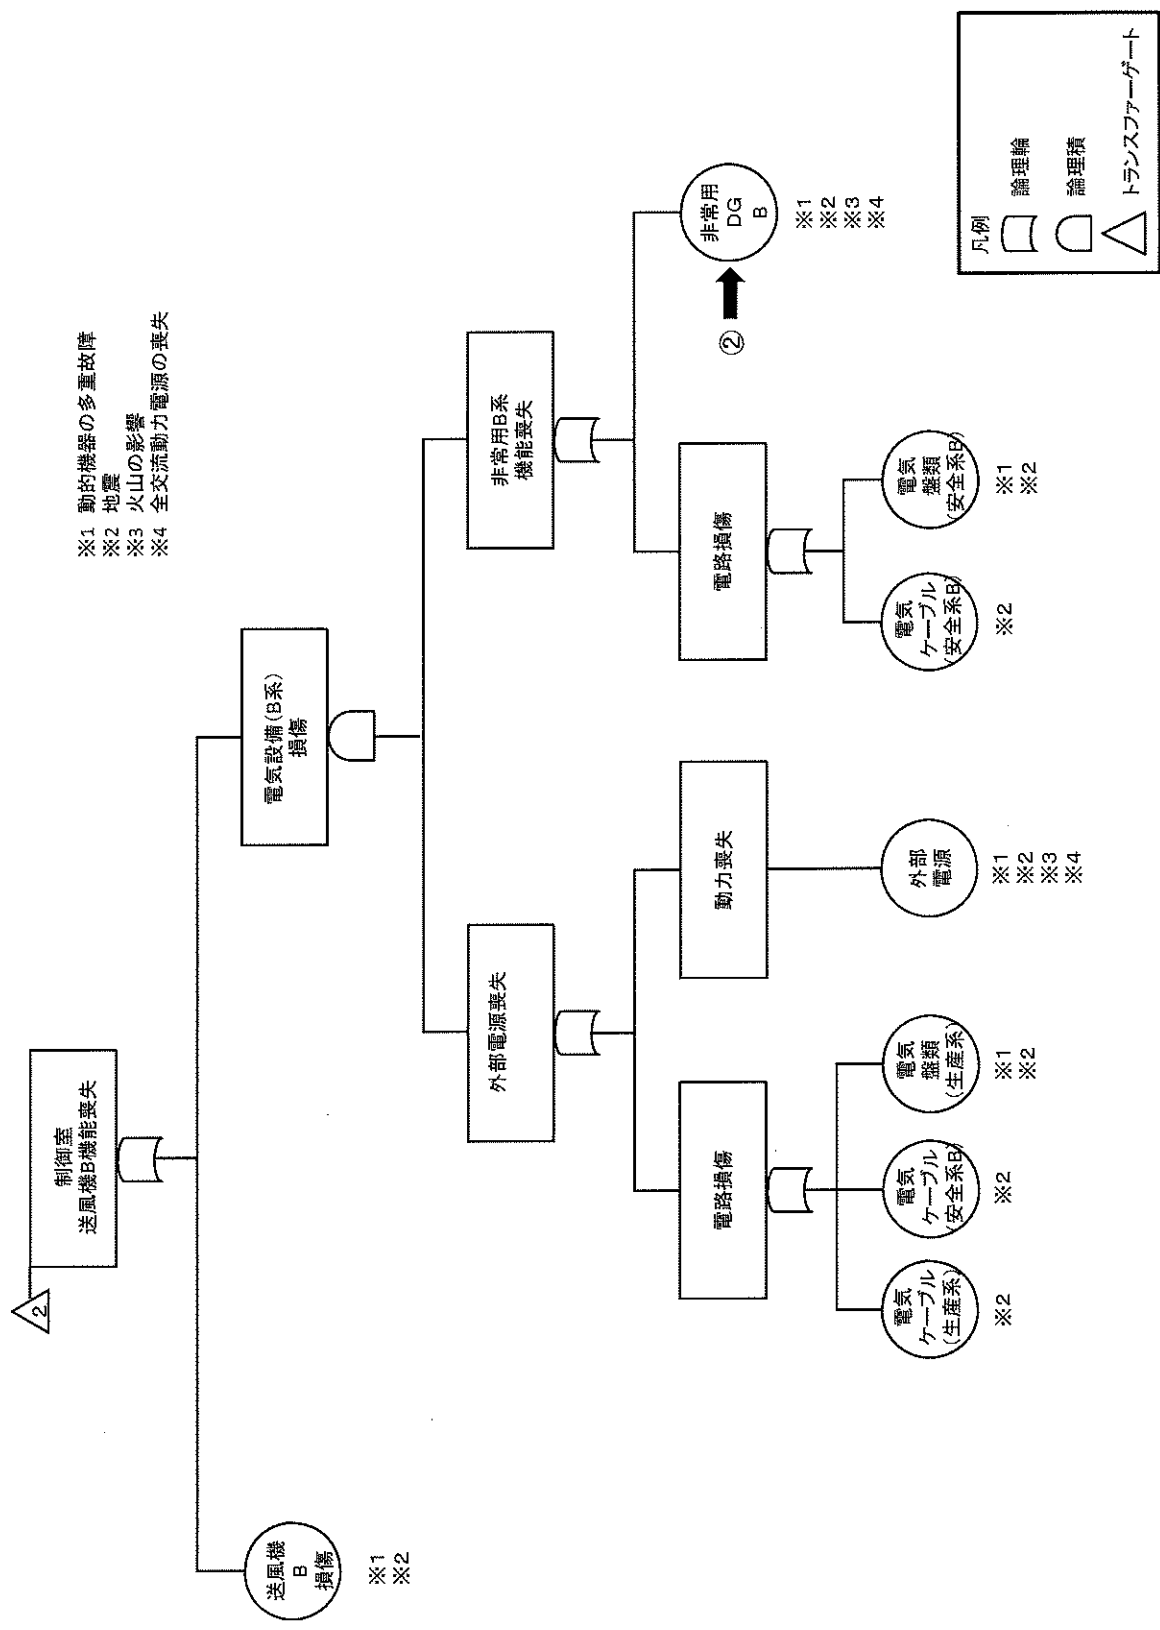 2
制御室
送風機B機能喪失
※1 動的機器の多重故障
※2 地震
※3 火山の影響
※4 全交流動力電源の喪失
送風機
B
損傷
※1
※2
電気設備(B系)
損傷
外部電源喪失
非常用B系
機能喪失
電路損傷
動力喪失
電路損傷
②
非常用
DG
B
※1
※2
※3
※4
電気
ケーブル
(生産系)
※2
電気
ケーブル
(安全系B)
※2
電気
盤類
(生産系)
※1
※2
外部
電源
※1
※2
※3
※4
電気
ケーブル
(安全系B)
※2
電気
盤類
(安全系B)
※1
※2
凡例
論理輪
論理積
トランスファーゲート